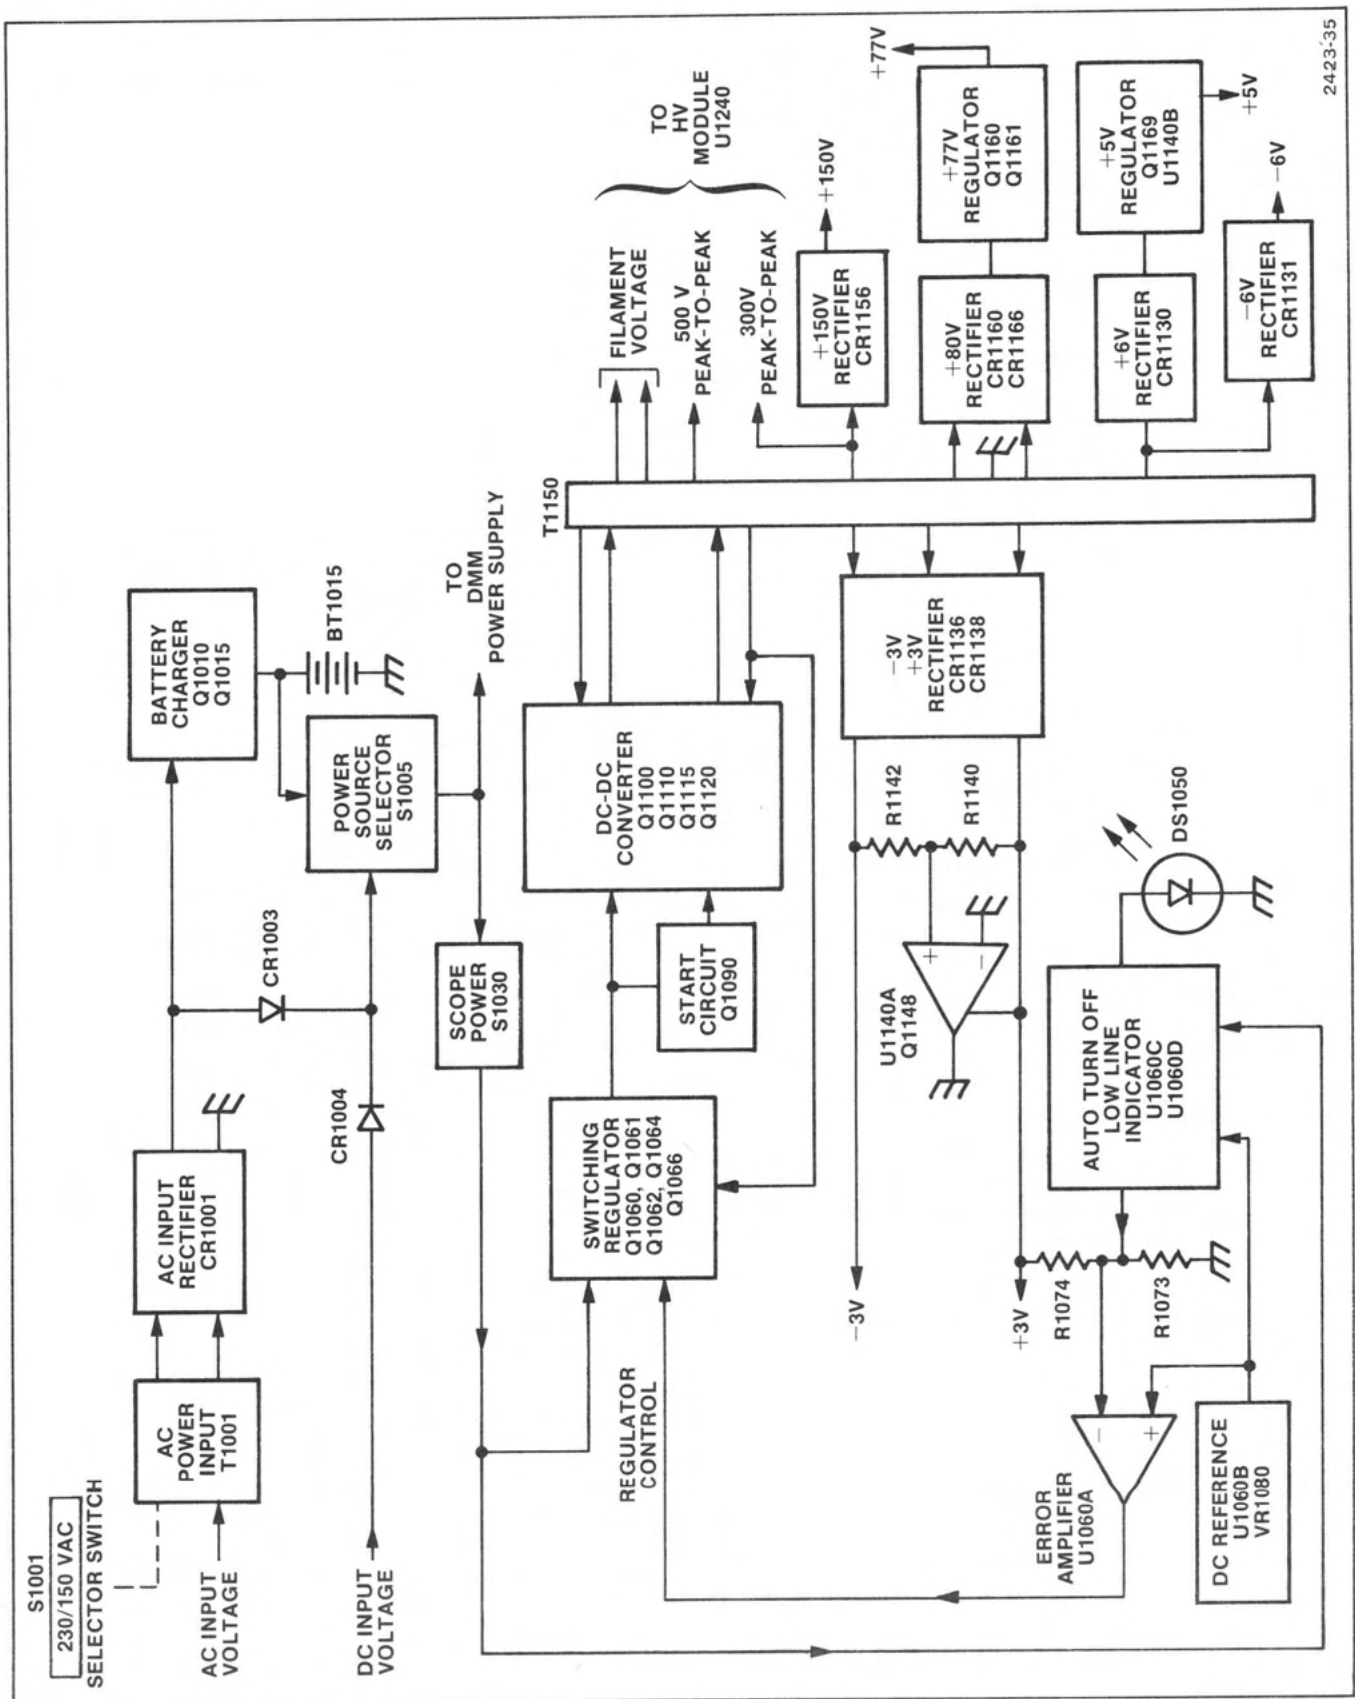 S1001
230/150 VAC
SELECTOR SWITCH
AC INPUT
VOLTAGE
DC INPUT
VOLTAGE
AC
POWER
INPUT
T1001
AC INPUT
RECTIFIER
CR1001
CR1004
CR1003
BATTERY
CHARGER
Q1010
Q1015
BT1015
POWER
SOURCE
SELECTOR
S1005
TO
DMM
POWER SUPPLY
SCOPE
POWER
S1030
REGULATOR
CONTROL
SWITCHING
REGULATOR
Q1060, Q1061
Q1062, Q1064
Q1066
START
CIRCUIT
Q1090
DC-DC
CONVERTER
Q1100
Q1110
Q1115
Q1120
T1150
FILAMENT
VOLTAGE
500 V
PEAK-TO-PEAK
300V
PEAK-TO-PEAK
TO
HV
MODULE
U1240
+150V
RECTIFIER
CR1156
+150V
+80V
RECTIFIER
CR1160
CR1166
+77V
REGULATOR
Q1160
Q1161
+77V
+6V
RECTIFIER
CR1130
+5V
REGULATOR
Q1169
U1140B
+5V
−6V
RECTIFIER
CR1131
−6V
−3V
+3V
RECTIFIER
CR1136
CR1138
R1142
R1140
U1140A
Q1148
+
−
−3V
+3V
R1074
R1073
AUTO TURN OFF
LOW LINE
INDICATOR
U1060C
U1060D
DS1050
ERROR
AMPLIFIER
U1060A
−
+
DC REFERENCE
U1060B
VR1080
2423-35